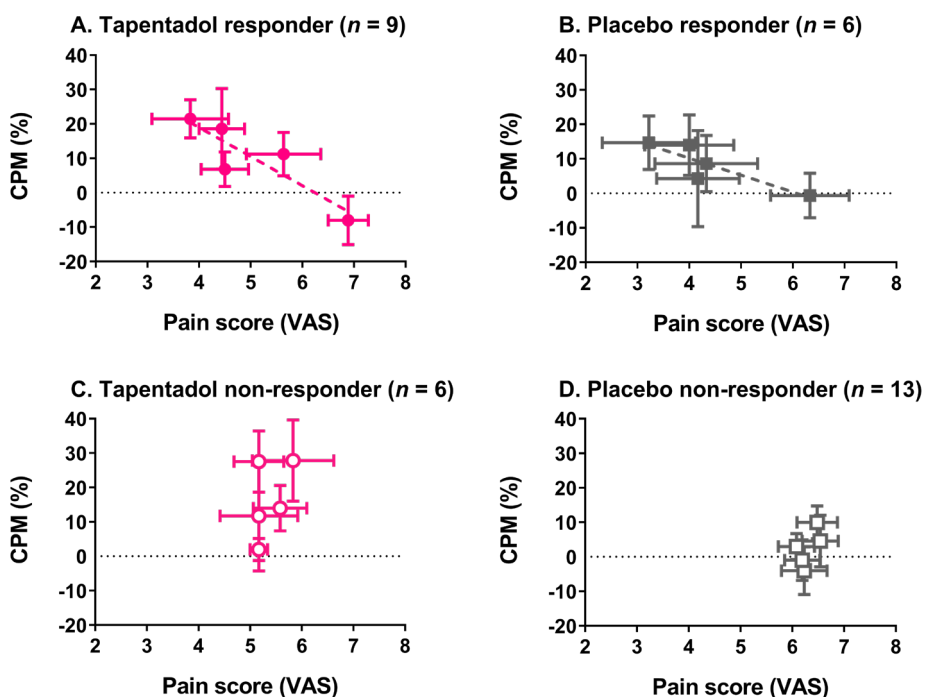 A. Tapentadol responder (n = 9)
40
30
20
10
0
-10
-20
CPM (%)
2 3 4 5 6 7 8
Pain score (VAS)
B. Placebo responder (n = 6)
40
30
20
10
0
-10
-20
CPM (%)
2 3 4 5 6 7 8
Pain score (VAS)
C. Tapentadol non-responder (n = 6)
40
30
20
10
0
-10
-20
CPM (%)
2 3 4 5 6 7 8
Pain score (VAS)
D. Placebo non-responder (n = 13)
40
30
20
10
0
-10
-20
CPM (%)
2 3 4 5 6 7 8
Pain score (VAS)